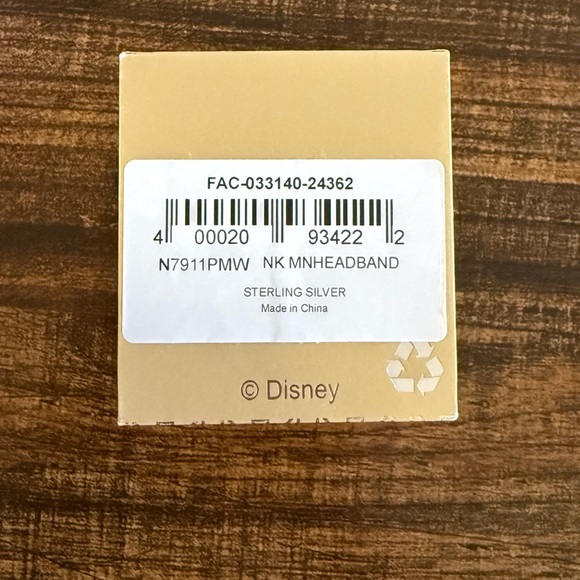 FAC-033140-24362
4 00020 93422 2
N7911PMW NK MNHEADBAND
STERLING SILVER
Made in China
© Disney